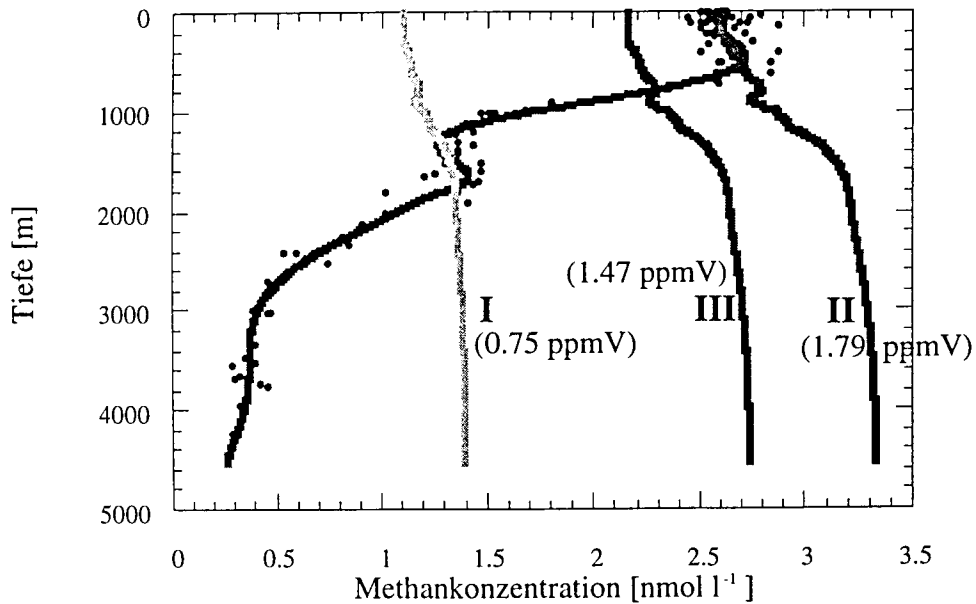 0
1000
2000
3000
4000
5000
Tiefe [m]
(1.47 ppmV)
I
III
II
(0.75 ppmV)
(1.79 ppmV)
0
0.5
1
1.5
2
2.5
3
3.5
Methankonzentration [nmol l⁻¹ ]